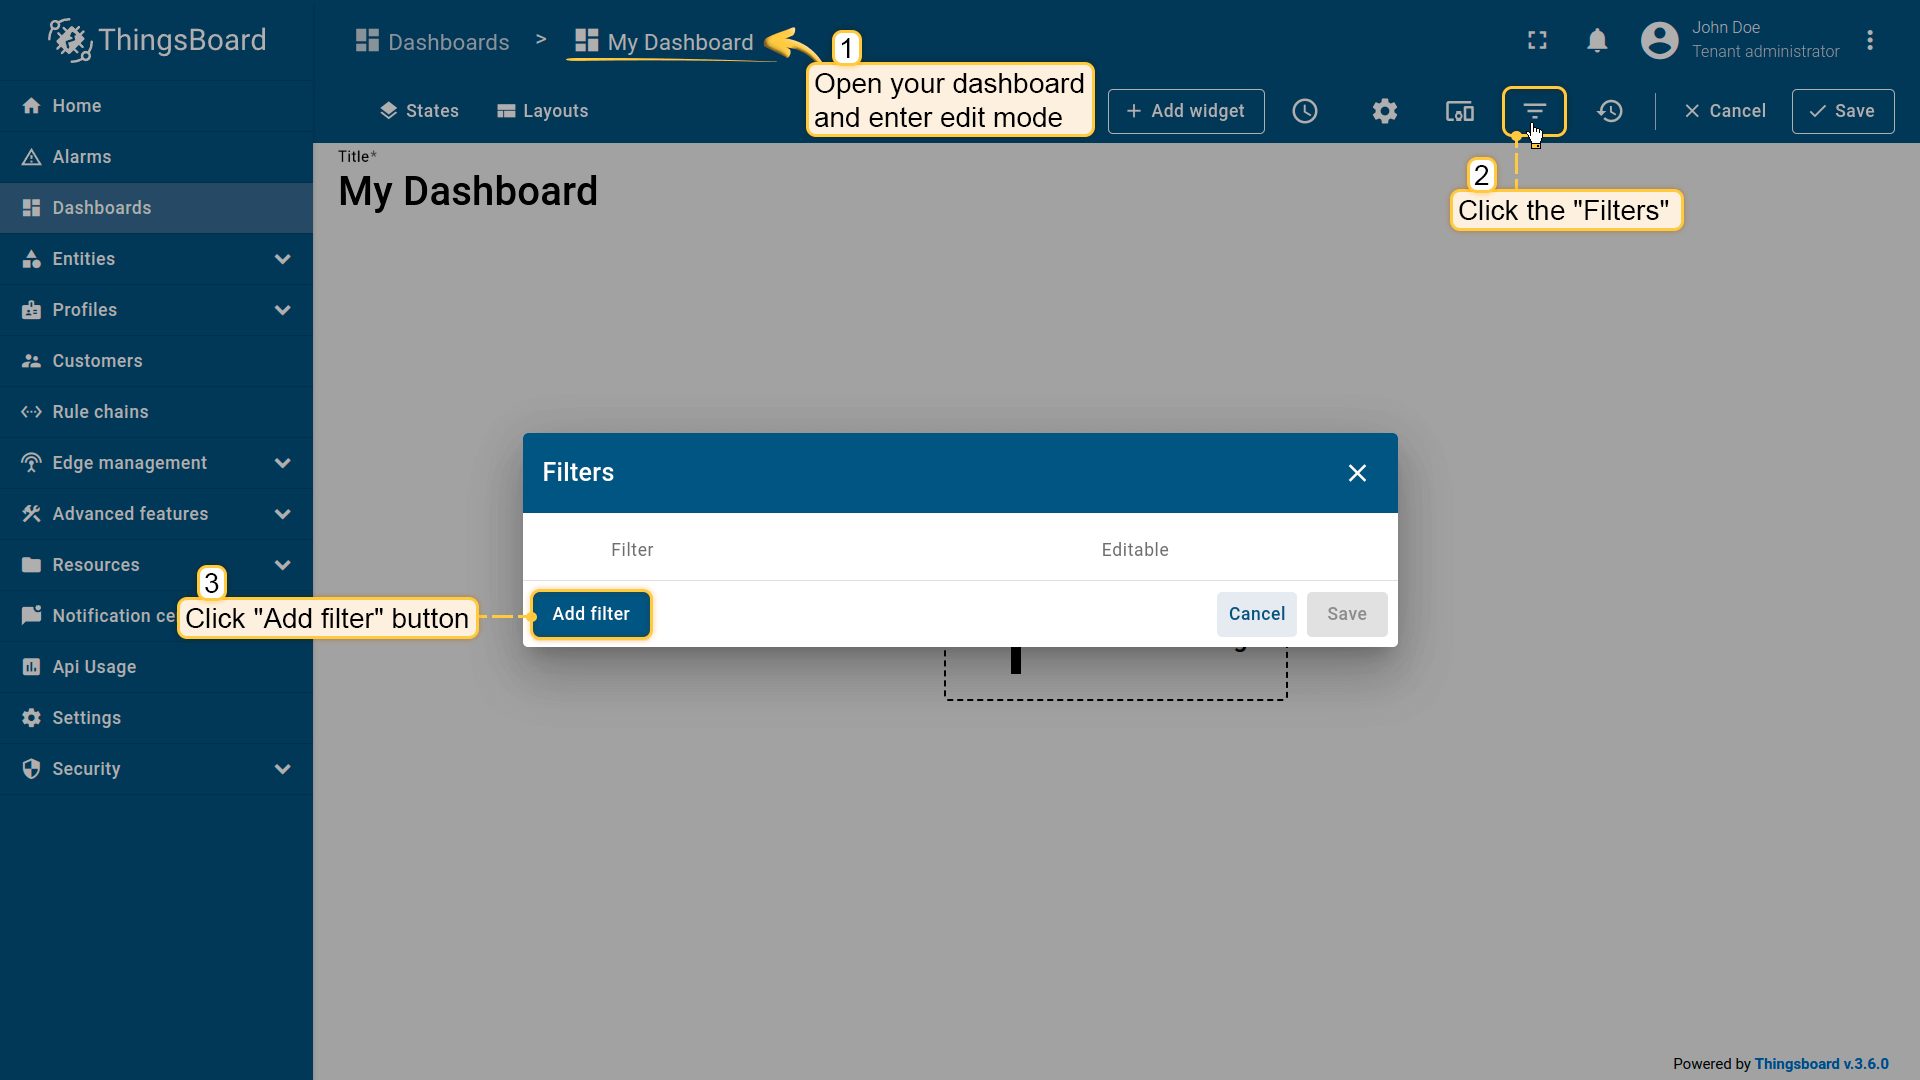 ThingsBoard
Dashboards > My Dashboard
1
Open your dashboard
and enter edit mode
John Doe
Tenant administrator
States
Layouts
+ Add widget
Cancel
Save
2
Click the "Filters"
Home
Alarms
Dashboards
Entities
Profiles
Customers
Rule chains
Edge management
Advanced features
Resources
Notification ce
Api Usage
Settings
Security
Title*
My Dashboard
Filters
Filter
Editable
3
Click "Add filter" button
Add filter
Cancel
Save
Powered by Thingsboard v.3.6.0